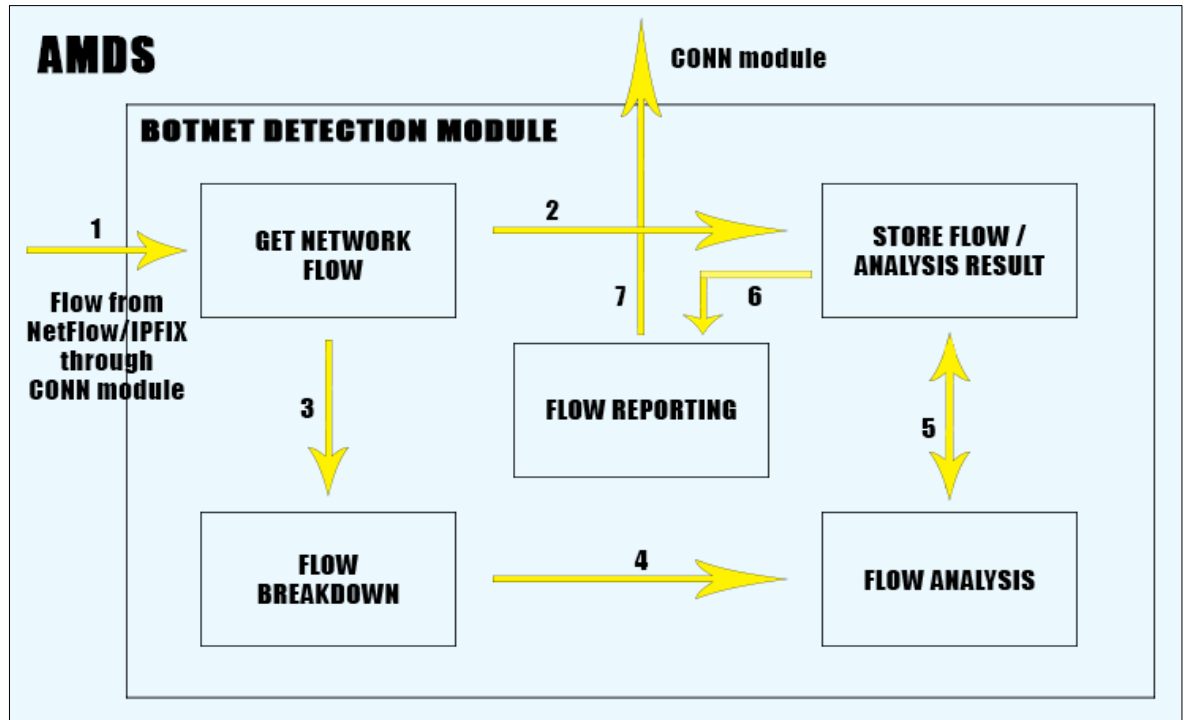 AMDS
CONN module
BOTNET DETECTION MODULE
1
GET NETWORK
FLOW
2
STORE FLOW /
ANALYSIS RESULT
Flow from
NetFlow/IPFIX
through
CONN module
7
6
3
FLOW REPORTING
5
FLOW
BREAKDOWN
4
FLOW ANALYSIS